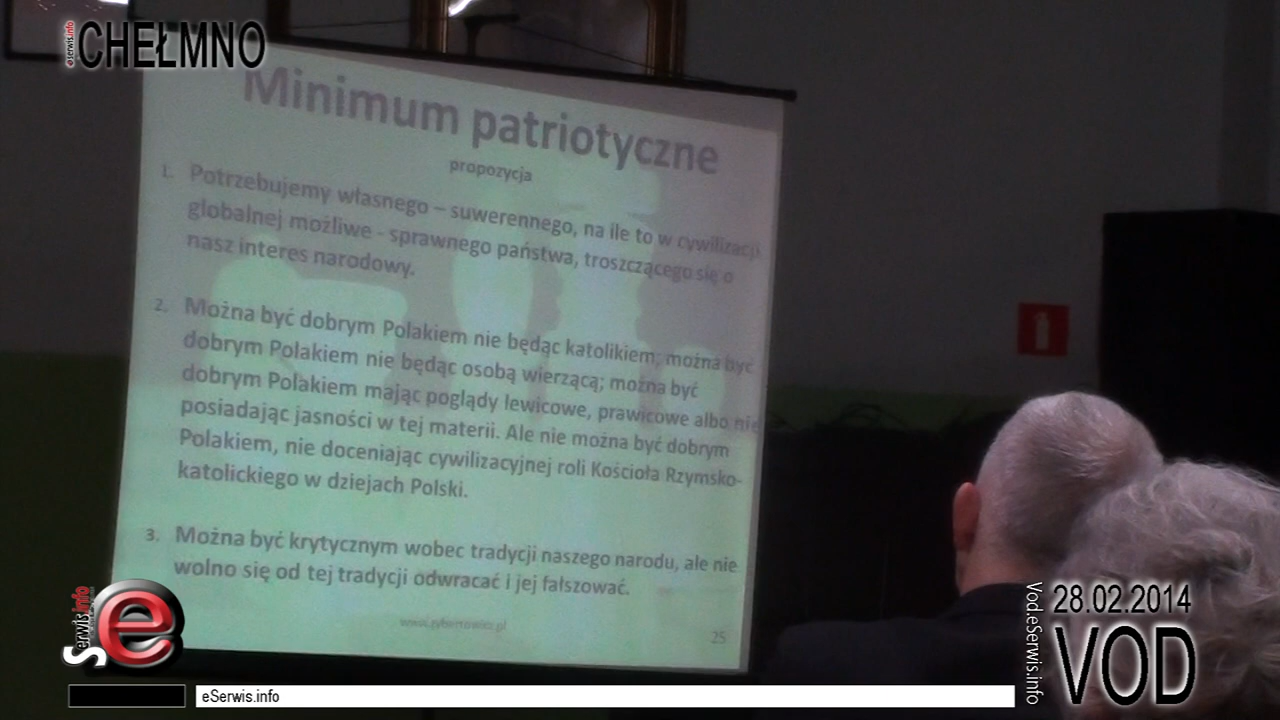 eserwis.info CHEŁMNO
Minimum patriotyczne
propozycja
1. Potrzebujemy własnego – suwerennego, na ile to w cywilizacji
globalnej możliwe - sprawnego państwa, troszczącego się o
nasz interes narodowy.
2. Można być dobrym Polakiem nie będąc katolikiem; można być
dobrym Polakiem nie będąc osobą wierzącą; można być
dobrym Polakiem mając poglądy lewicowe, prawicowe albo nie
posiadając jasności w tej materii. Ale nie można być dobrym
Polakiem, nie doceniając cywilizacyjnej roli Kościoła Rzymsko-
katolickiego w dziejach Polski.
3. Można być krytycznym wobec tradycji naszego narodu, ale nie
wolno się od tej tradycji odwracać i jej fałszować.
25
eSerwis.info
e
eSerwis.info
Vod.eSerwis.info
28.02.2014
VOD